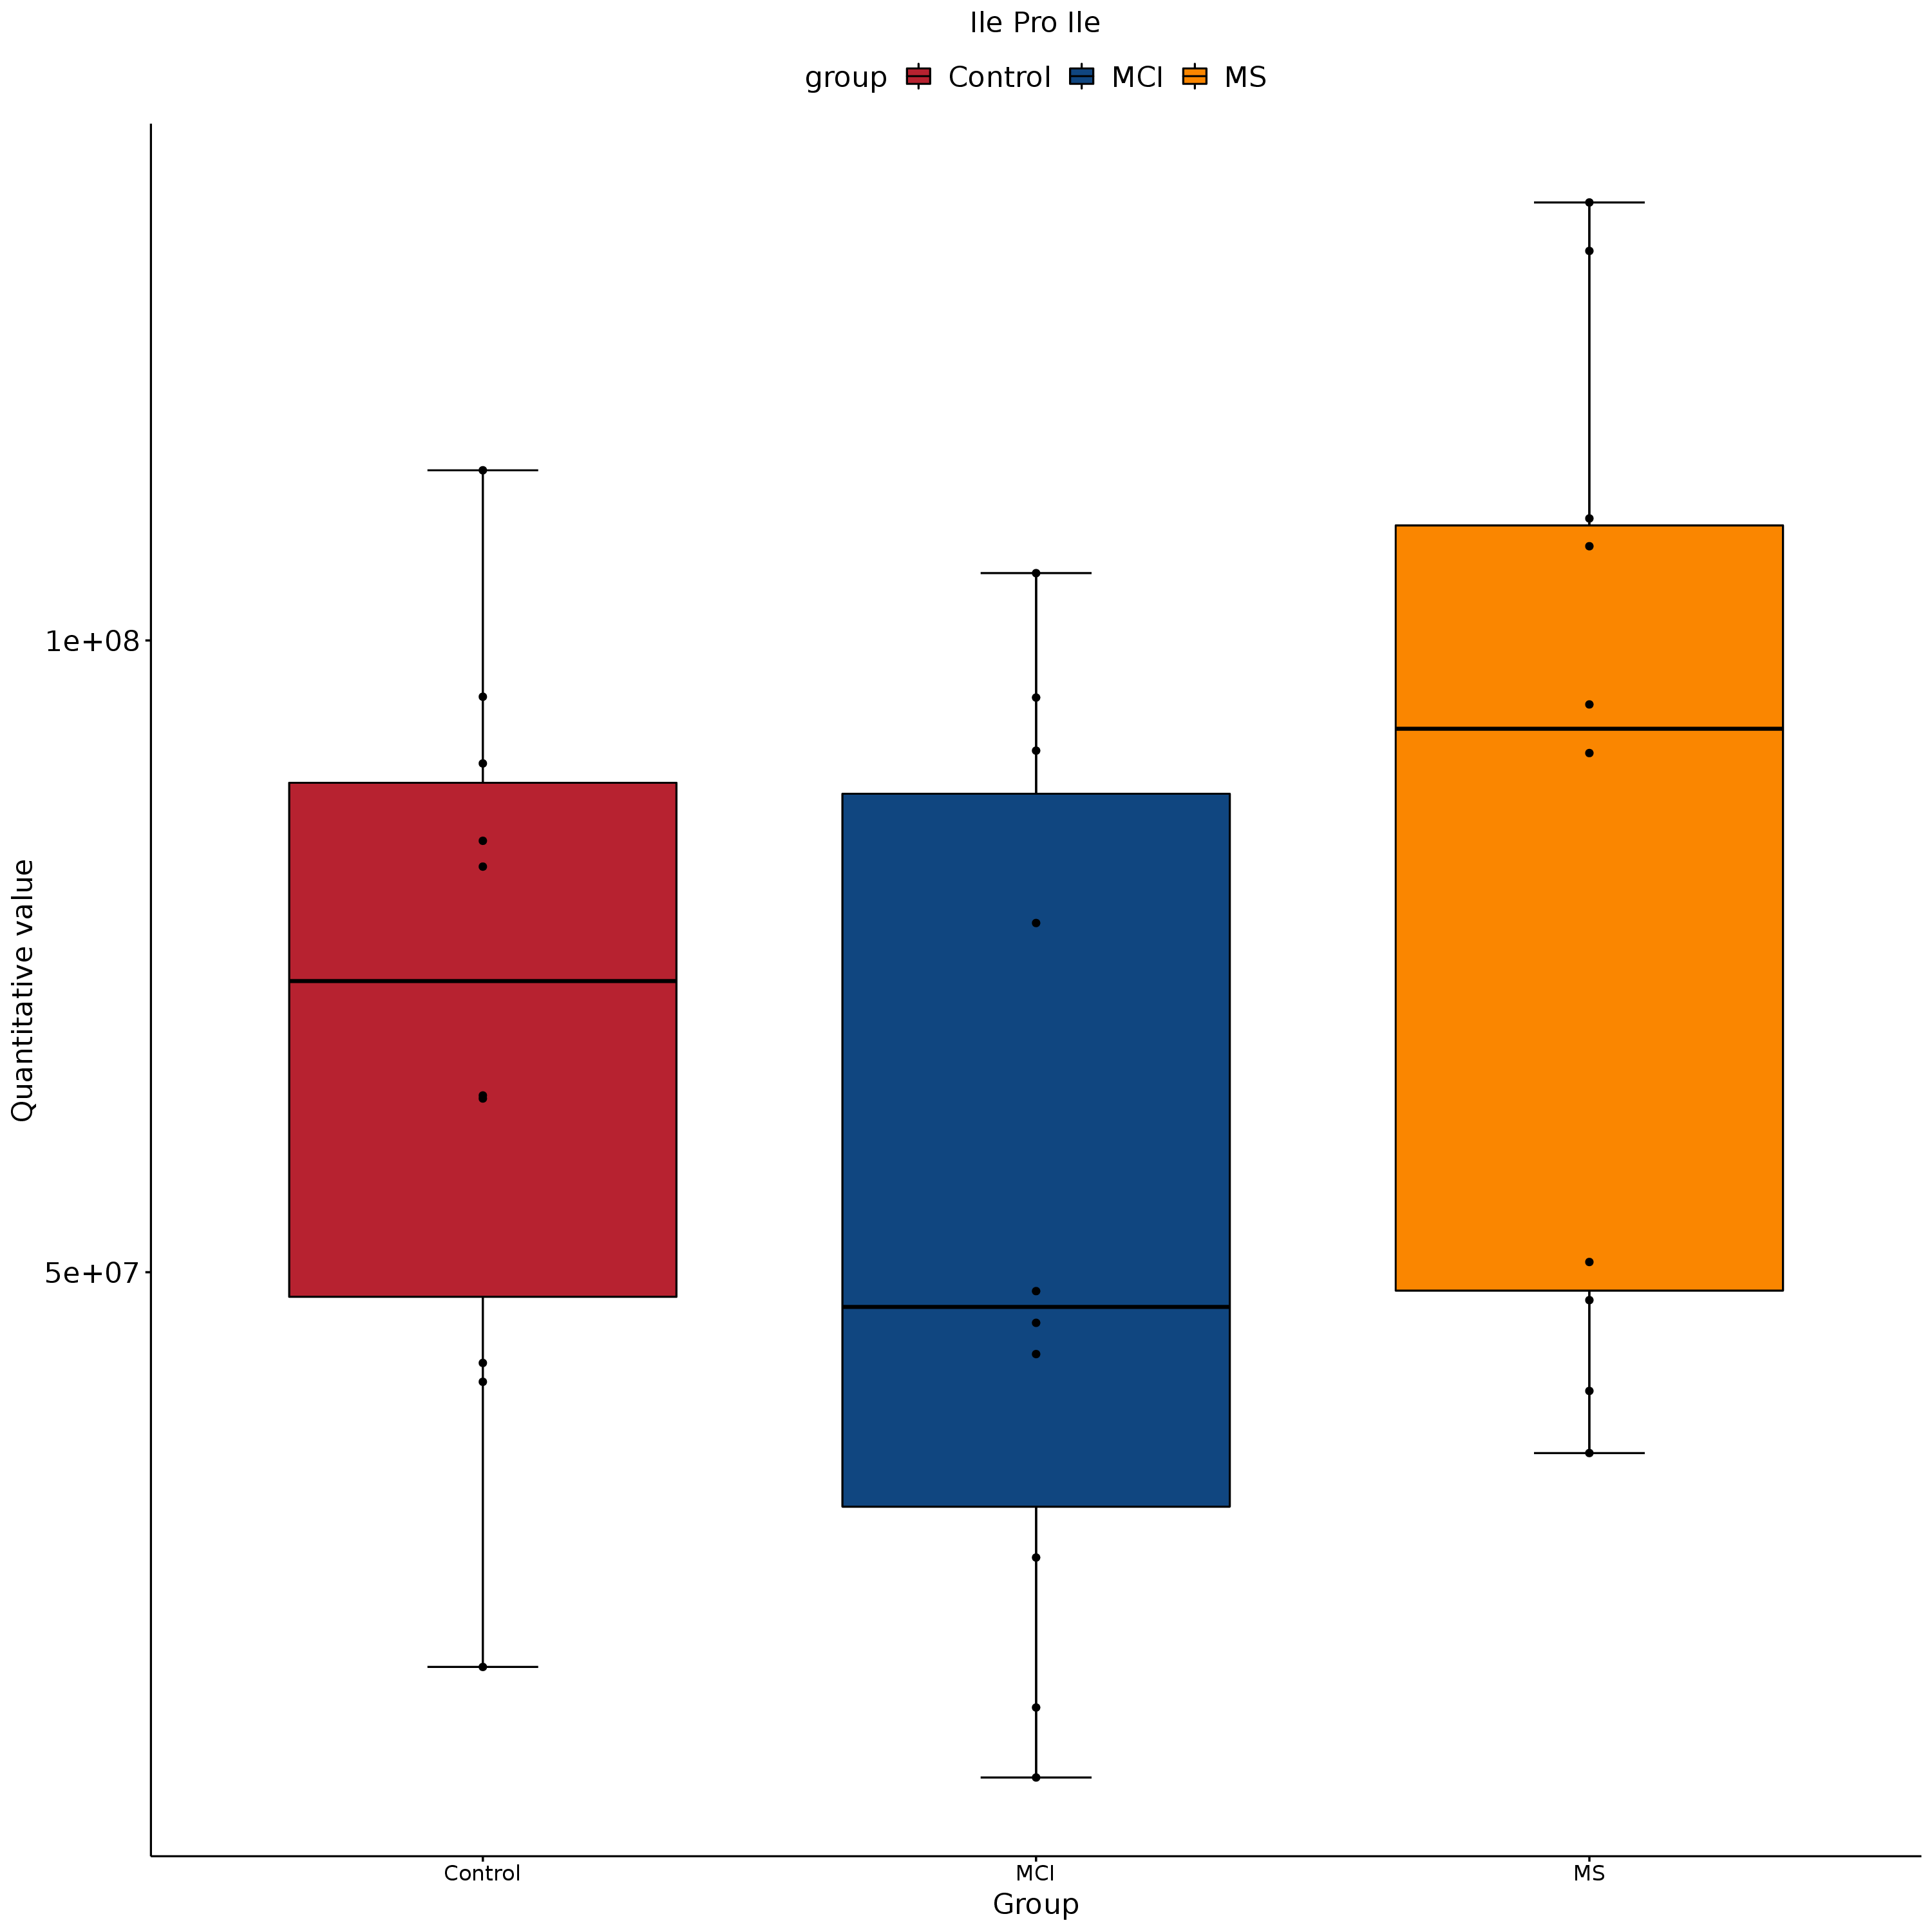 Ile Pro Ile
group Control MCI MS
Quantitative value
1e+08
5e+07
Control MCI MS
Group